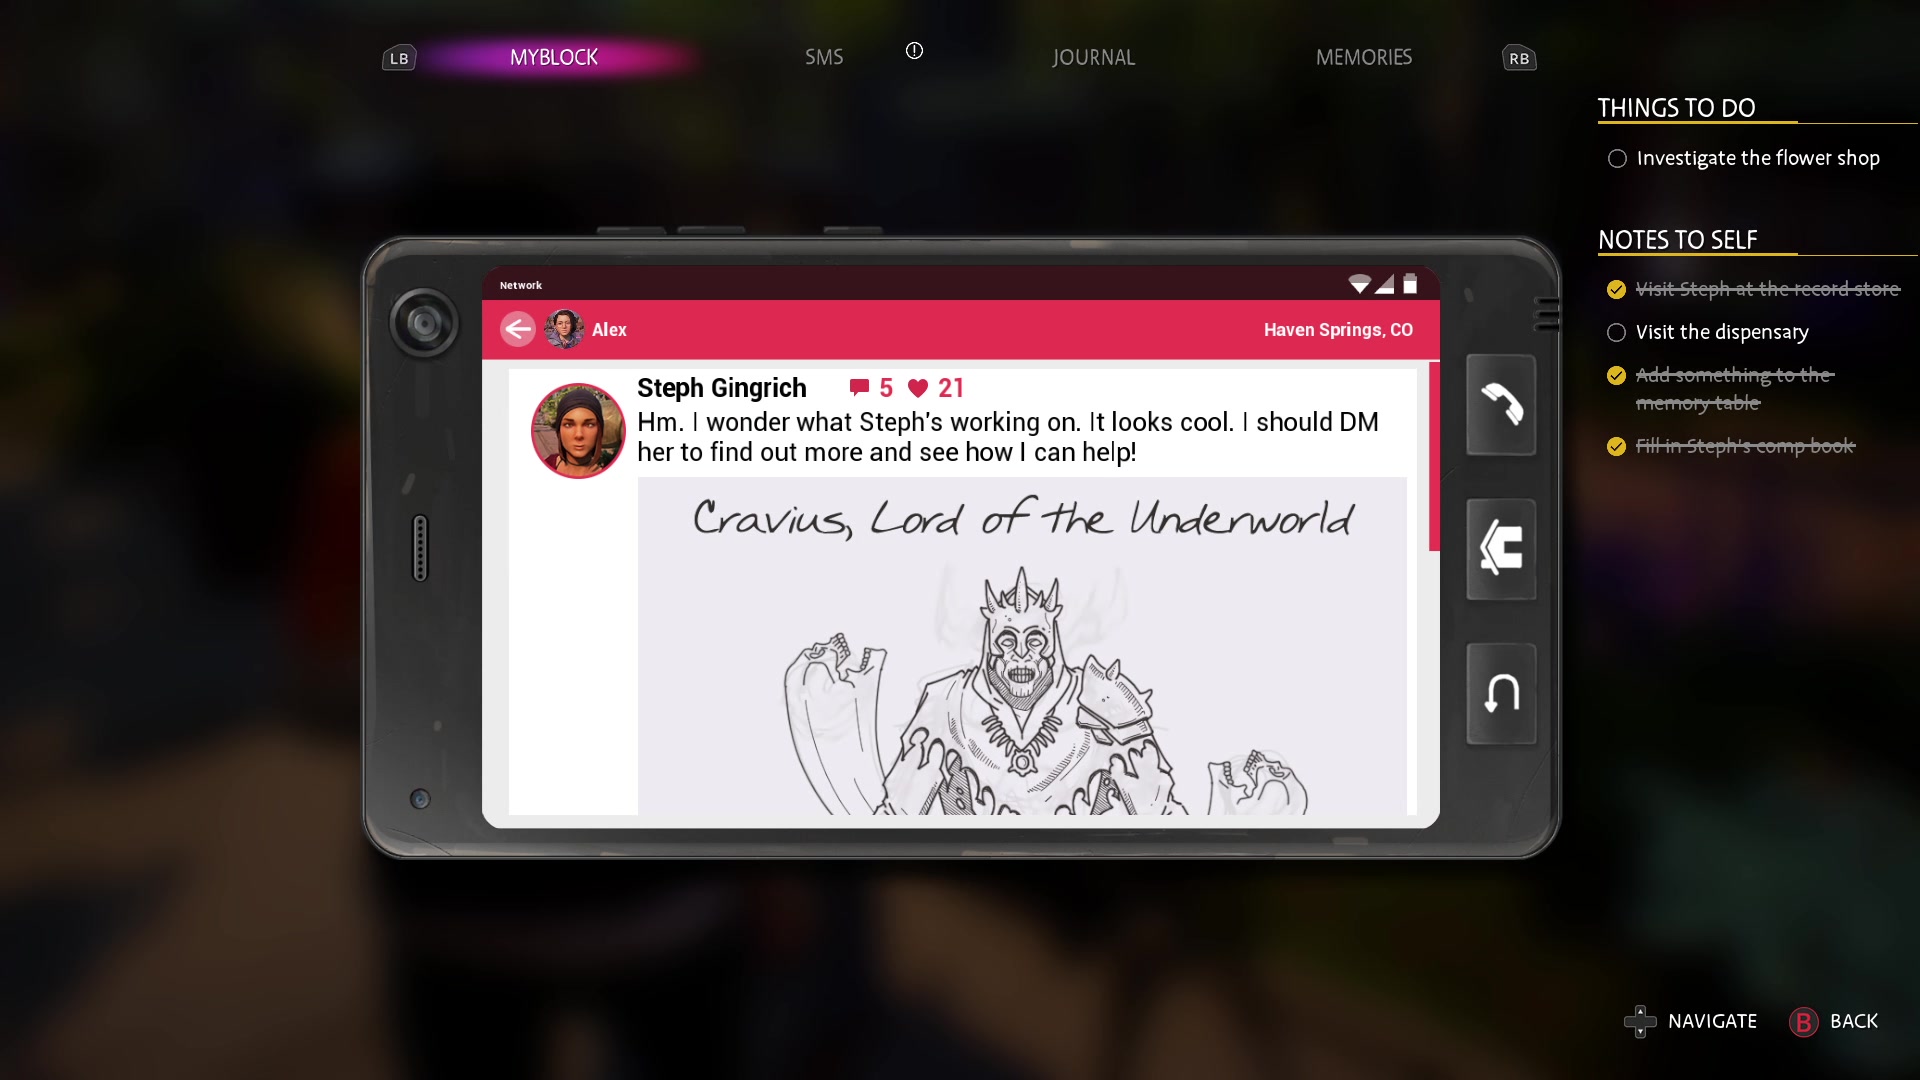 LB
MYBLOCK
SMS
JOURNAL
MEMORIES
RB
THINGS TO DO
Investigate the flower shop
NOTES TO SELF
Visit Steph at the record store
Visit the dispensary
Add something to the
memory table
Fill in Steph's comp book
Network
Alex
Haven Springs, CO
Steph Gingrich 5 21
Hm. I wonder what Steph's working on. It looks cool. I should DM
her to find out more and see how I can help!
Cravius, Lord of the Underworld
NAVIGATE
B BACK